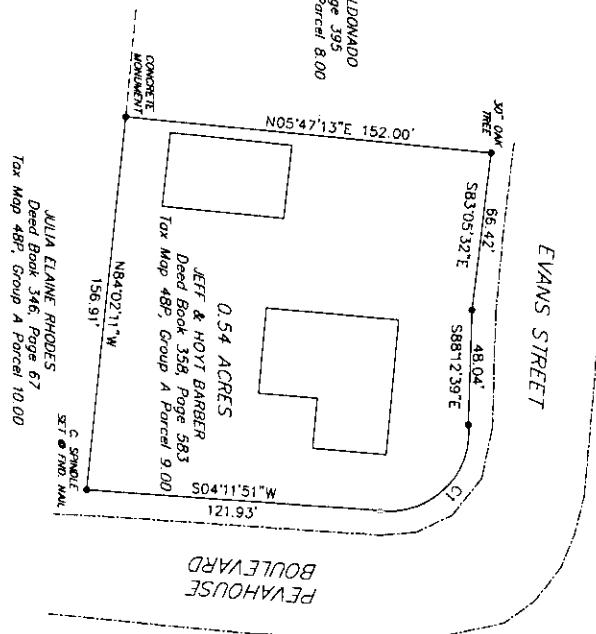 LDONADO
ge 395
Parcel 8.00
30" OAK
TREE
EVANS STREET
66.42'
S83°05'32"E
48.04'
S88°12'39"E
C1
N05°47'13"E 152.00'
CONCRETE
MONUMENT
0.54 ACRES
JEFF & HOYT BARBER
Deed Book 358, Page 583
Tax Map 48P, Group A Parcel 9.00
S04°11'51"W
121.93'
PEVAHOUSE
BOULEVARD
N84°02'11"W
156.91'
C. SPINDLE
SET @ FND. NAIL
JULIA ELAINE RHODES
Deed Book 346, Page 67
Tax Map 48P, Group A Parcel 10.00